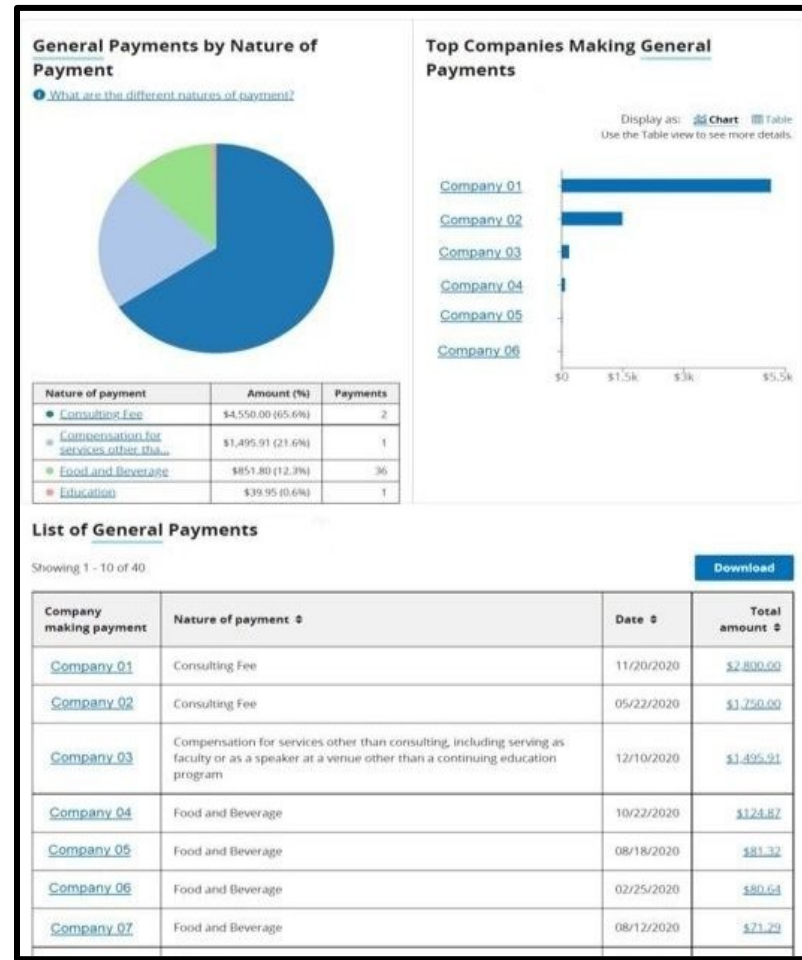 General Payments by Nature of
Payment
What are the different natures of payment?
Nature of payment Amount (%) Payments
Consulting Fee $4,550.00 (65.6%) 2
Compensation for
services other tha... $1,495.91 (21.6%) 1
Food and Beverage $851.80 (12.3%) 36
Education $39.95 (0.6%) 1
Top Companies Making General
Payments
Display as: Chart Table
Use the Table view to see more details.
Company 01
Company 02
Company 03
Company 04
Company 05
Company 06
$0 $1.5k $3k $5.5k
List of General Payments
Showing 1 - 10 of 40
Download
Company
making payment Nature of payment Date Total
amount
Company 01 Consulting Fee 11/20/2020 $2,800.00
Company 02 Consulting Fee 05/22/2020 $1,750.00
Company 03 Compensation for services other than consulting, including serving as
faculty or as a speaker at a venue other than a continuing education
program 12/10/2020 $1,495.91
Company 04 Food and Beverage 10/22/2020 $124.87
Company 05 Food and Beverage 08/18/2020 $81.32
Company 06 Food and Beverage 02/25/2020 $80.64
Company 07 Food and Beverage 08/12/2020 $71.29